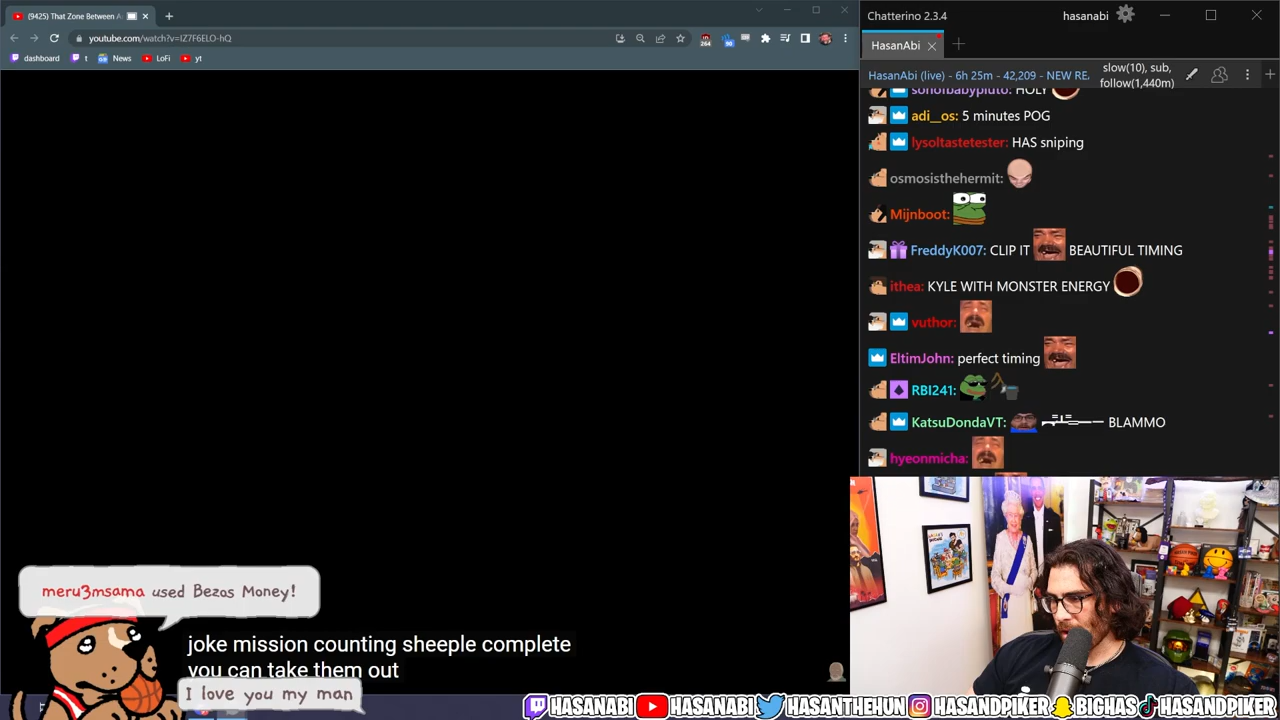 (9425) That Zone Between A
youtube.com/watch?v=IZ7F6ELO-hQ
264
90
dashboard
t
News
LoFi
yt
Chatterino 2.3.4
hasanabi
HasanAbi
HasanAbi (live) - 6h 25m - 42,209 - NEW RE
slow(10), sub,
follow(1,440m)
sonofbabypluto: HOLY
adi__os: 5 minutes POG
lysoltastetester: HAS sniping
osmosisthehermit:
Mijnboot:
FreddyK007: CLIP IT BEAUTIFUL TIMING
ithea: KYLE WITH MONSTER ENERGY
vuthor:
EltimJohn: perfect timing
RBI241:
KatsuDondaVT: BLAMMO
hyeonmicha:
meru3msama used Bezos Money!
joke mission counting sheeple complete
you can take them out
I love you my man
HASANABI
HASANABI
HASANTHEHUN
HASANDPIKER
BIGHAS
HASANDPIKER